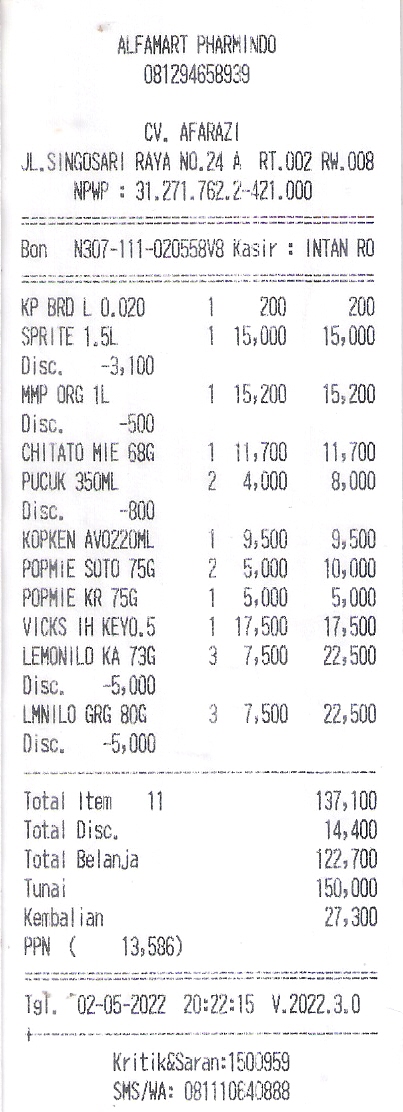 ALFAMART PHARMINDO
081294658939
CV. AFARAZI
JL.SINGOSARI RAYA NO.24 A RT.002 RW.008
NPWP : 31.271.762.2-421.000
Bon N307-111-020558V8 Kasir : INTAN RO
KP BRD L 0.020 1 200 200
SPRITE 1.5L 1 15,000 15,000
Disc. -3,100
MMP ORG 1L 1 15,200 15,200
Disc. -500
CHITATO MIE 68G 1 11,700 11,700
PUCUK 350ML 2 4,000 8,000
Disc. -800
KOPKEN AVO220ML 1 9,500 9,500
POPMIE SOTO 75G 2 5,000 10,000
POPMIE KR 75G 1 5,000 5,000
VICKS IH KEY0.5 1 17,500 17,500
LEMONILO KA 73G 3 7,500 22,500
Disc. -5,000
LMNILO GRG 80G 3 7,500 22,500
Disc. -5,000
Total Item 11 137,100
Total Disc. 14,400
Total Belanja 122,700
Tunai 150,000
Kembalian 27,300
PPN ( 13,586)
Tgl. 02-05-2022 20:22:15 V.2022.3.0
Kritik&Saran:1500959
SMS/WA: 081110640888